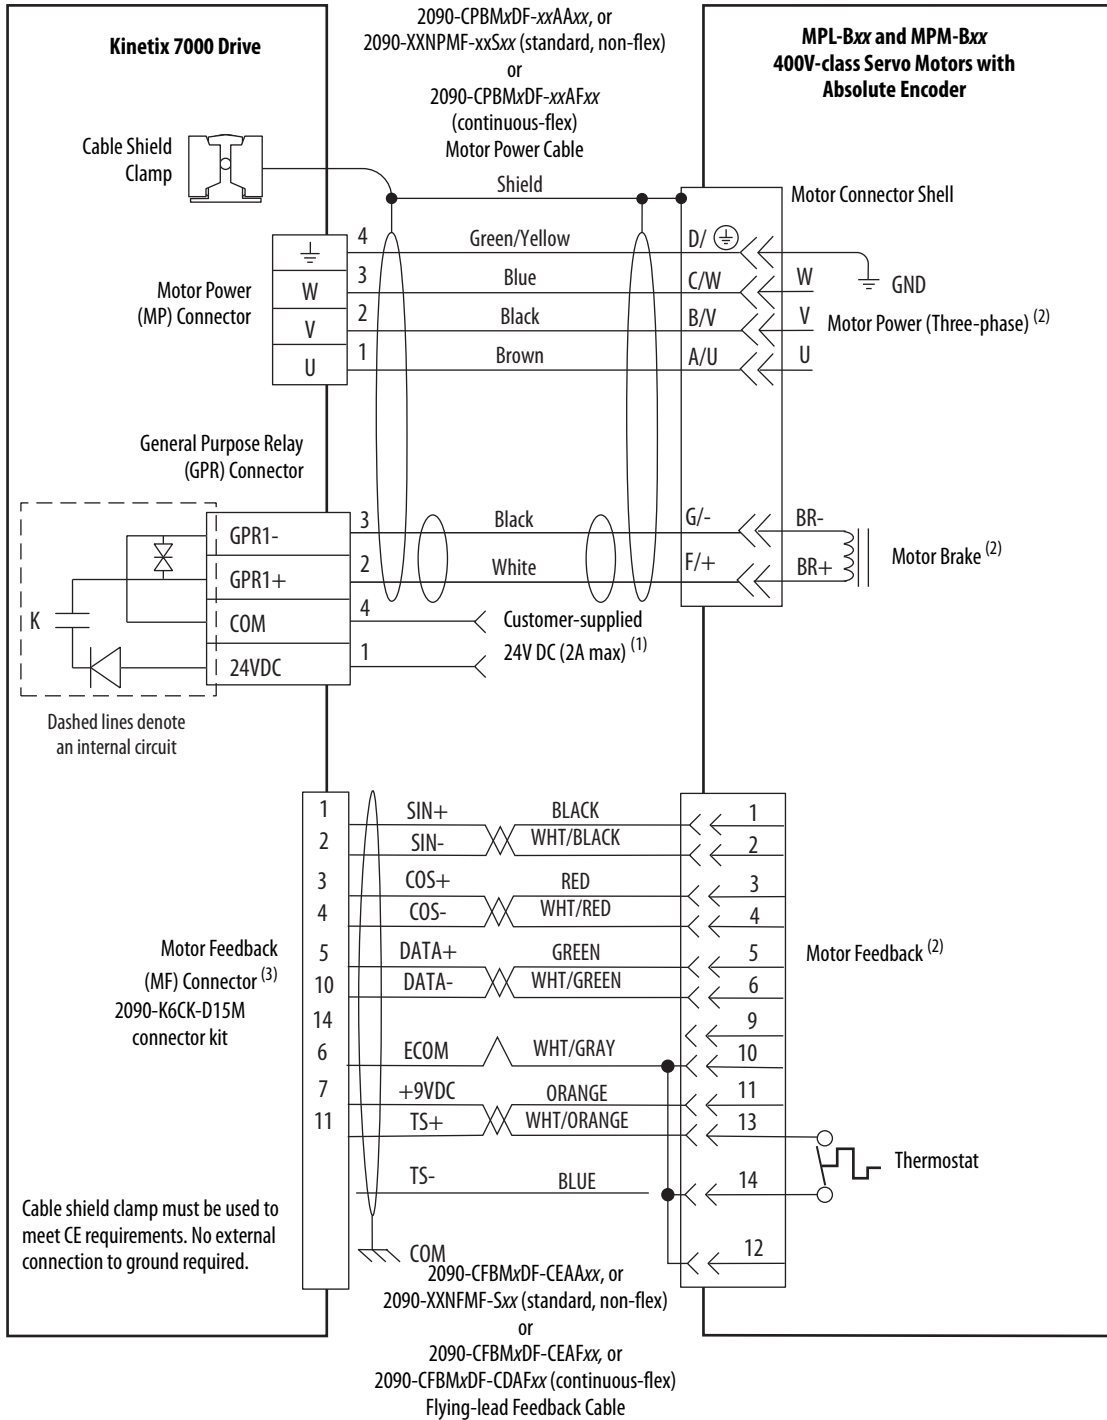 2090-CPBMxDF-xxAAxx, or
2090-XXNPMF-xxSxx (standard, non-flex)
or
2090-CPBMxDF-xxAFxx
(continuous-flex)
Motor Power Cable
Kinetix 7000 Drive
MPL-Bxx and MPM-Bxx
400V-class Servo Motors with
Absolute Encoder
Cable Shield
Clamp
Shield
Motor Connector Shell
Motor Power
(MP) Connector
4 Green/Yellow D/
W 3 Blue C/W W
V 2 Black B/V V
U 1 Brown A/U U
GND
Motor Power (Three-phase) (2)
General Purpose Relay
(GPR) Connector
GPR1- 3 Black G/- BR-
GPR1+ 2 White F/+ BR+
Motor Brake (2)
K
COM 4
24VDC 1
Customer-supplied
24V DC (2A max) (1)
Dashed lines denote
an internal circuit
1 SIN+ BLACK 1
2 SIN- WHT/BLACK 2
3 COS+ RED 3
4 COS- WHT/RED 4
5 DATA+ GREEN 5
10 DATA- WHT/GREEN 6
14 9
6 ECOM WHT/GRAY 10
7 +9VDC ORANGE 11
11 TS+ WHT/ORANGE 13
TS- BLUE 14
12
COM
Motor Feedback
(MF) Connector (3)
2090-K6CK-D15M
connector kit
Motor Feedback (2)
Thermostat
Cable shield clamp must be used to
meet CE requirements. No external
connection to ground required.
2090-CFBMxDF-CEAAxx, or
2090-XXNFMF-Sxx (standard, non-flex)
or
2090-CFBMxDF-CEAFxx, or
2090-CFBMxDF-CDAFxx (continuous-flex)
Flying-lead Feedback Cable